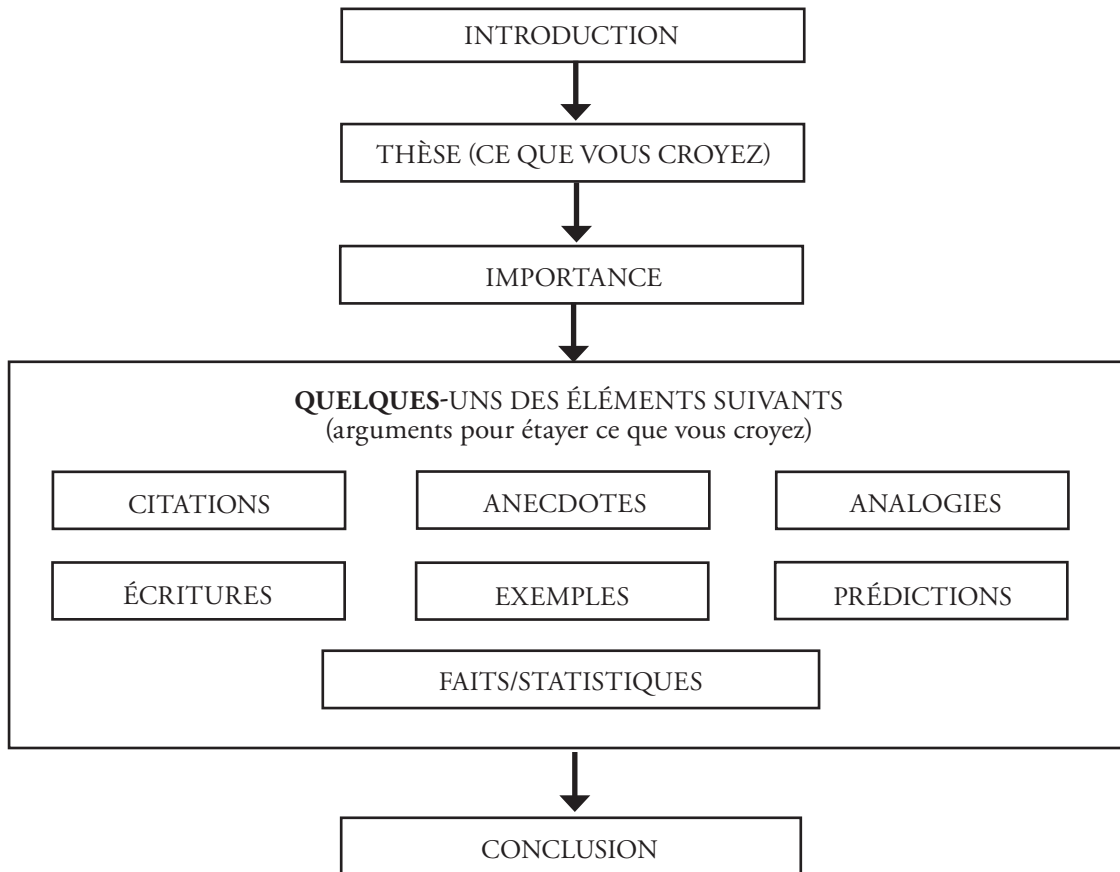 INTRODUCTION
THÈSE (CE QUE VOUS CROYEZ)
IMPORTANCE
QUELQUES-UNS DES ÉLÉMENTS SUIVANTS
(arguments pour étayer ce que vous croyez)
CITATIONS
ANECDOTES
ANALOGIES
ÉCRITURES
EXEMPLES
PRÉDICTIONS
FAITS/STATISTIQUES
CONCLUSION